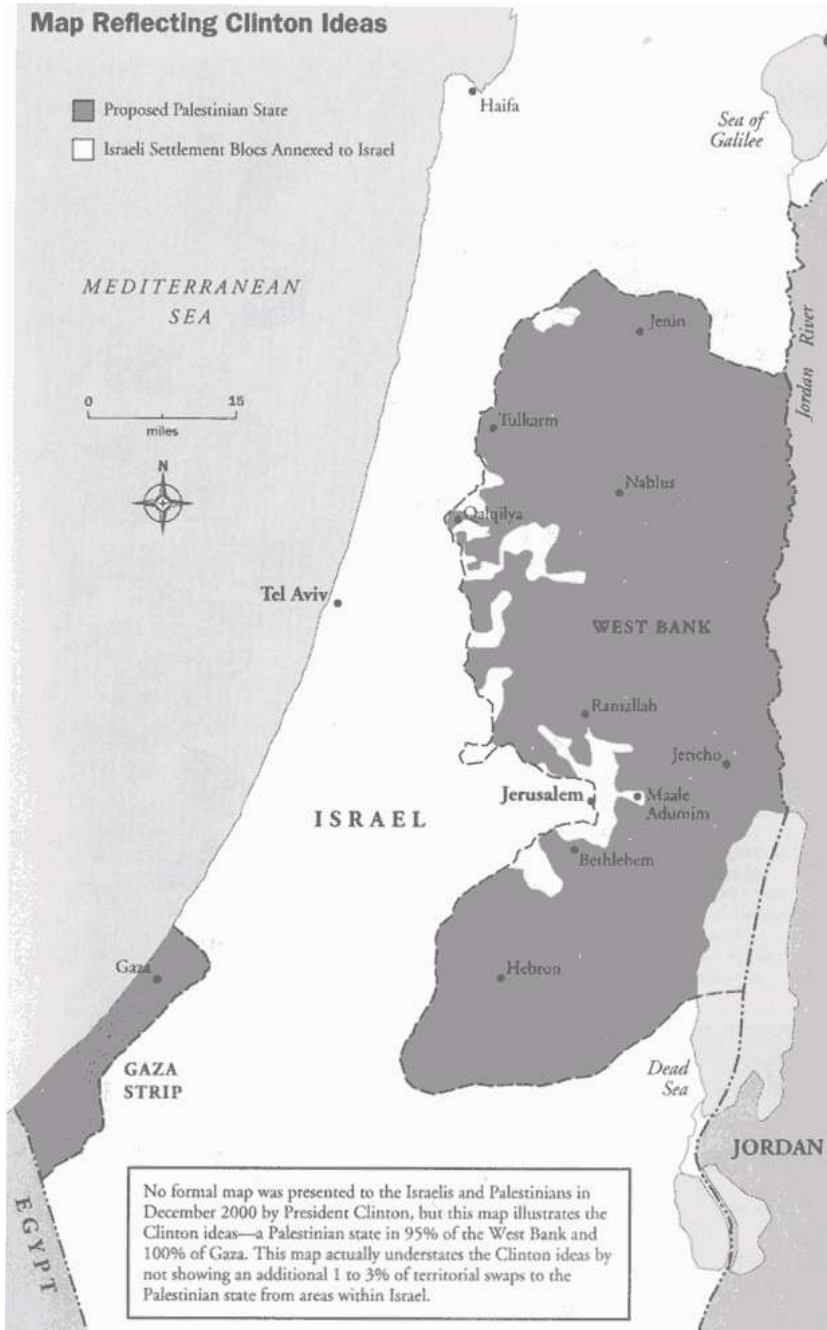 Map Reflecting Clinton Ideas
Proposed Palestinian State
Israeli Settlement Blocs Annexed to Israel
Haifa
Sea of
Galilee
MEDITERRANEAN
SEA
Jenin
Jordan River
0 15
miles
N
Tulkarm
Nablus
Qalqilya
Tel Aviv
WEST BANK
Ramallah
Jericho
Jerusalem
Maale
Adumim
ISRAEL
Bethlehem
Gaza
Hebron
GAZA
STRIP
Dead
Sea
JORDAN
EGYPT
No formal map was presented to the Israelis and Palestinians in
December 2000 by President Clinton, but this map illustrates the
Clinton ideas—a Palestinian state in 95% of the West Bank and
100% of Gaza. This map actually understates the Clinton ideas by
not showing an additional 1 to 3% of territorial swaps to the
Palestinian state from areas within Israel.